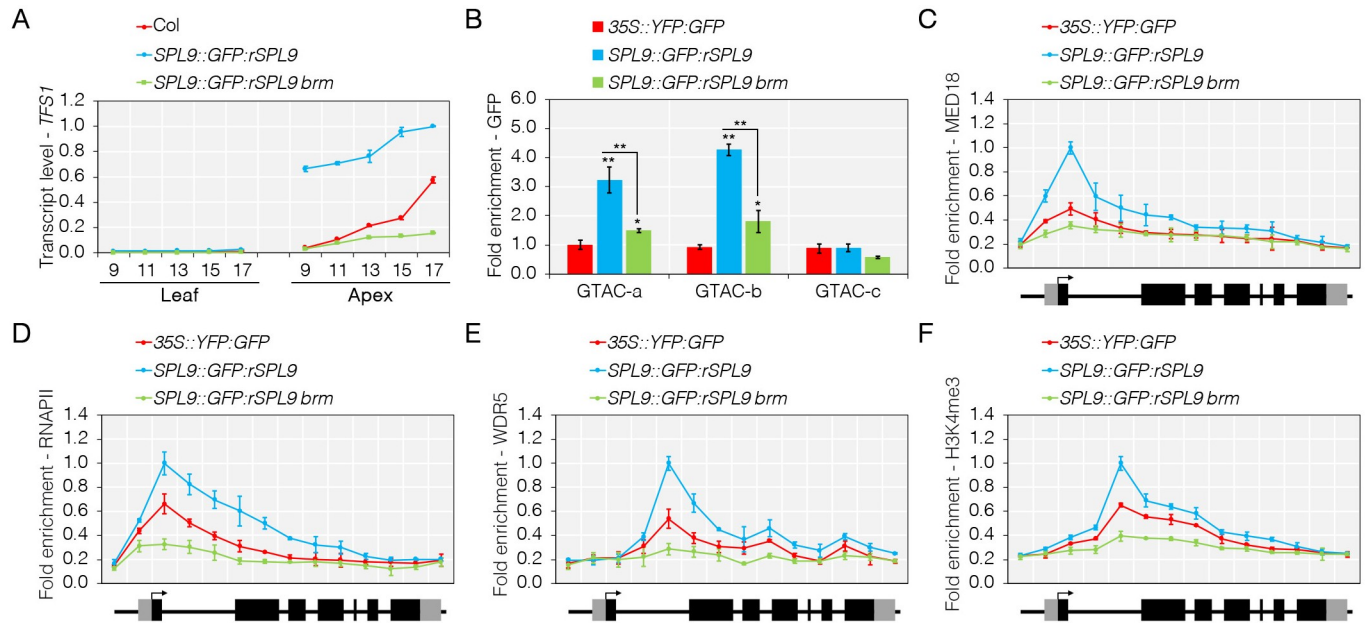 A
Col
SPL9::GFP:rSPL9
SPL9::GFP:rSPL9 brm
Transcript level - TFS1
1.2
1.0
0.8
0.6
0.4
0.2
0.0
9 11 13 15 17 9 11 13 15 17
Leaf Apex
B
35S::YFP:GFP
SPL9::GFP:rSPL9
SPL9::GFP:rSPL9 brm
Fold enrichment - GFP
6.0
5.0
4.0
3.0
2.0
1.0
0.0
**
**
*
**
**
*
GTAC-a GTAC-b GTAC-c
C
35S::YFP:GFP
SPL9::GFP:rSPL9
SPL9::GFP:rSPL9 brm
Fold enrichment - MED18
1.4
1.2
1.0
0.8
0.6
0.4
0.2
0.0
D
35S::YFP:GFP
SPL9::GFP:rSPL9
SPL9::GFP:rSPL9 brm
Fold enrichment - RNAPII
1.4
1.2
1.0
0.8
0.6
0.4
0.2
0.0
E
35S::YFP:GFP
SPL9::GFP:rSPL9
SPL9::GFP:rSPL9 brm
Fold enrichment - WDR5
1.4
1.2
1.0
0.8
0.6
0.4
0.2
0.0
F
35S::YFP:GFP
SPL9::GFP:rSPL9
SPL9::GFP:rSPL9 brm
Fold enrichment - H3K4me3
1.4
1.2
1.0
0.8
0.6
0.4
0.2
0.0